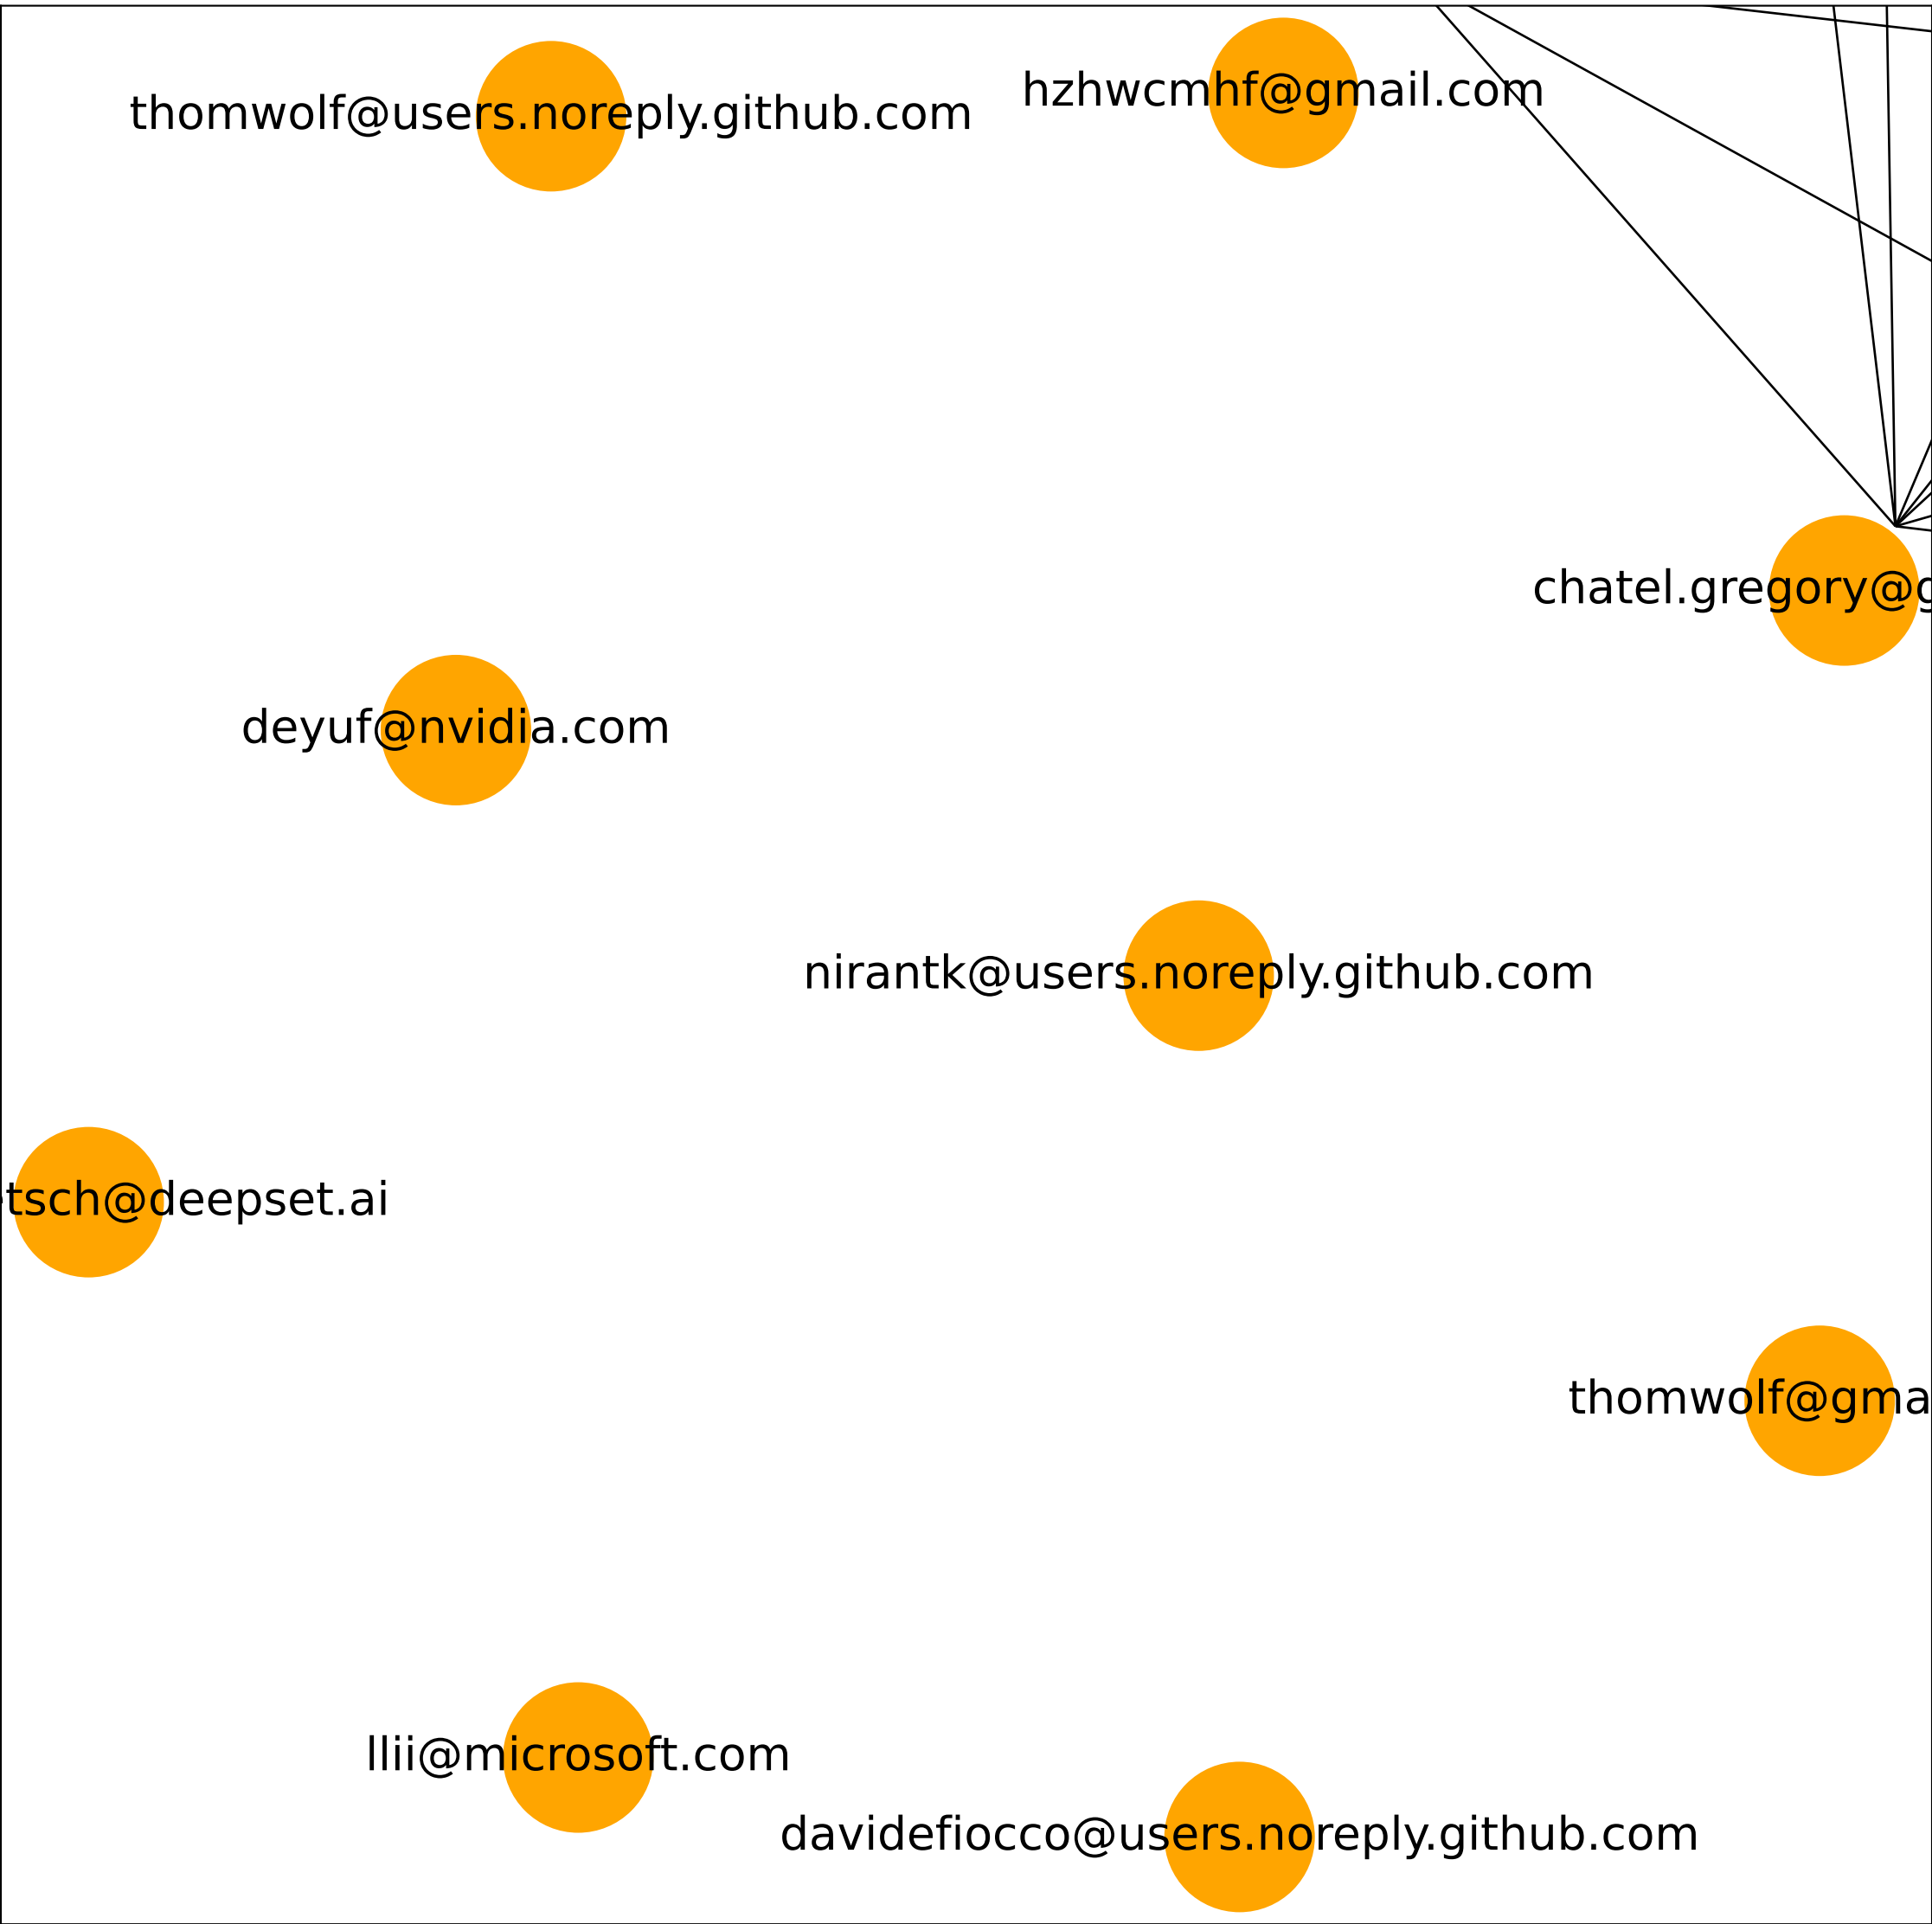 hzhwcmhf@gmail.com
thomwolf@users.noreply.github.com
chatel.gregory@g
deyuf@nvidia.com
nirantk@users.noreply.github.com
tsch@deepset.ai
thomwolf@gma
llii@microsoft.com
davidefiocco@users.noreply.github.com